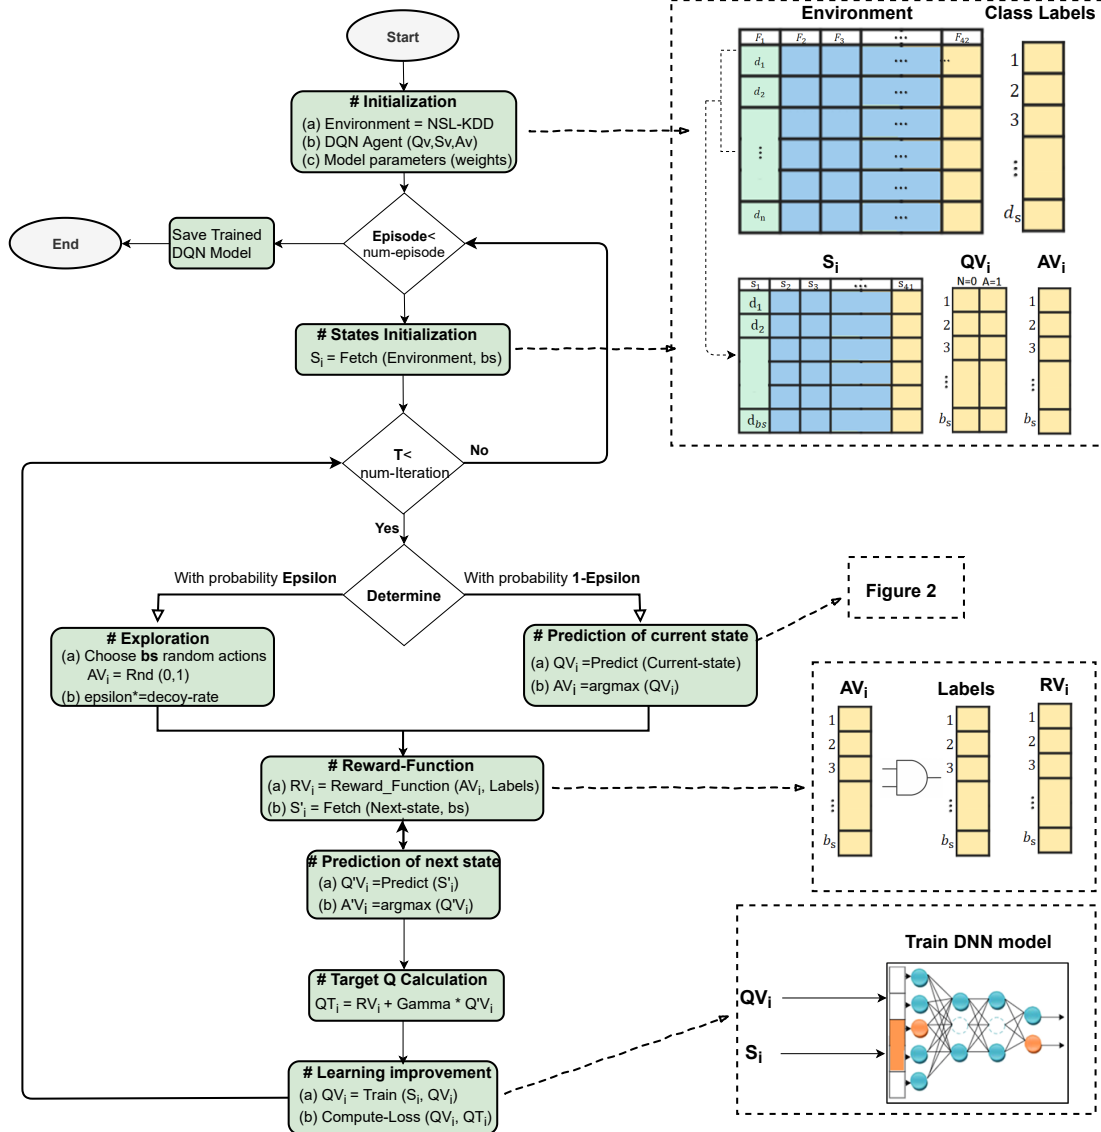 Start
# Initialization
(a) Environment = NSL-KDD
(b) DQN Agent (Qv,Sv,Av)
(c) Model parameters (weights)
End
Save Trained
DQN Model
Episode<
num-episode
# States Initialization
Sᵢ = Fetch (Environment, bs)
T<
num-Iteration
No
Yes
With probability Epsilon
With probability 1-Epsilon
Determine
# Exploration
(a) Choose bs random actions
AVᵢ = Rnd (0,1)
(b) epsilon*=decoy-rate
# Prediction of current state
(a) QVᵢ =Predict (Current-state)
(b) AVᵢ =argmax (QVᵢ)
# Reward-Function
(a) RVᵢ = Reward_Function (AVᵢ, Labels)
(b) S'ᵢ = Fetch (Next-state, bs)
# Prediction of next state
(a) Q'Vᵢ =Predict (S'ᵢ)
(b) A'Vᵢ =argmax (Q'Vᵢ)
# Target Q Calculation
QTᵢ = RVᵢ + Gamma * Q'Vᵢ
# Learning improvement
(a) QVᵢ = Train (Sᵢ, QVᵢ)
(b) Compute-Loss (QVᵢ, QTᵢ)
Environment
Class Labels
F₁ F₂ F₃ ... F₄₂
d₁ ... ...
d₂ ...
... ...
...
...
dₙ ...
1
2
3
...
dₛ
Sᵢ
QVᵢ
AVᵢ
s₁ s₂ s₃ ... s₄₁
d₁
d₂
d_bs
N=0 A=1
1
2
3
...
bₛ
1
2
3
...
bₛ
Figure 2
AVᵢ
Labels
RVᵢ
1
2
3
...
bₛ
1
2
3
...
bₛ
1
2
3
...
bₛ
Train DNN model
QVᵢ
Sᵢ